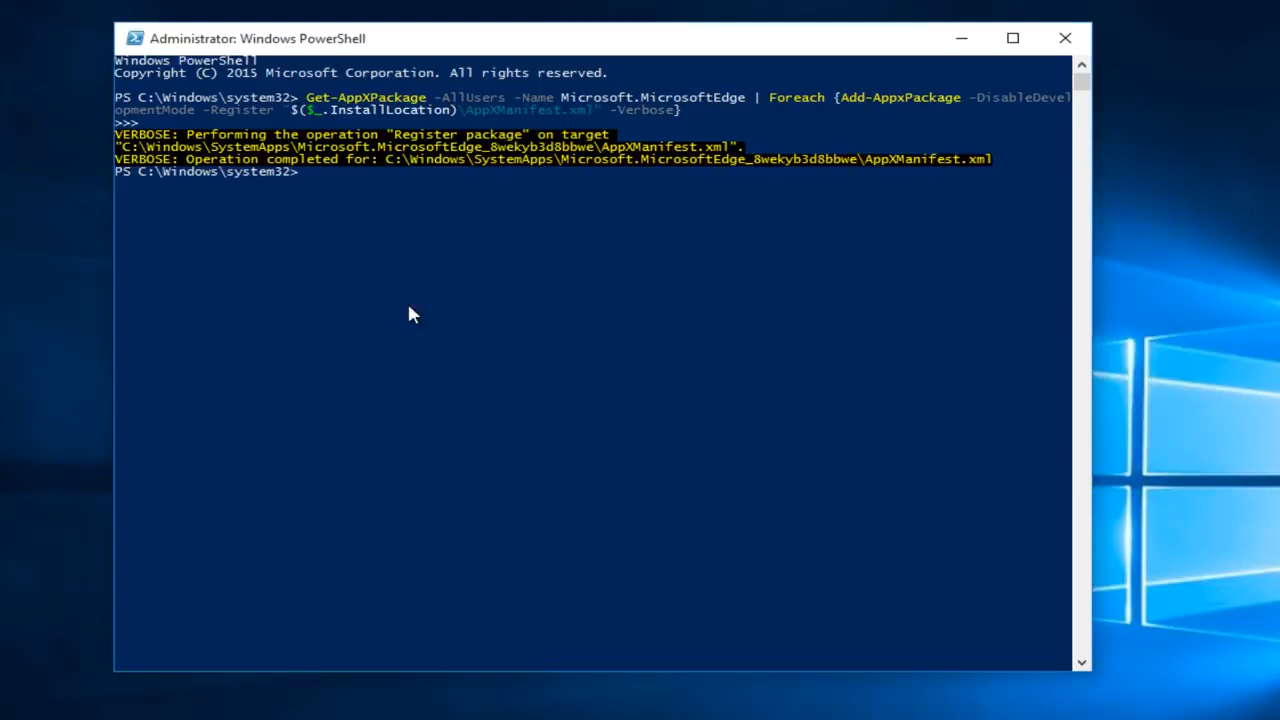 Administrator: Windows PowerShell
Windows PowerShell
Copyright (C) 2015 Microsoft Corporation. All rights reserved.
PS C:\Windows\system32> Get-AppXPackage -AllUsers -Name Microsoft.MicrosoftEdge | Foreach {Add-AppxPackage -DisableDevel
opmentMode -Register "$($_.InstallLocation)\AppXManifest.xml" -Verbose}
>>>
VERBOSE: Performing the operation "Register package" on target
"C:\Windows\SystemApps\Microsoft.MicrosoftEdge_8wekyb3d8bbwe\AppXManifest.xml".
VERBOSE: Operation completed for: C:\Windows\SystemApps\Microsoft.MicrosoftEdge_8wekyb3d8bbwe\AppXManifest.xml
PS C:\Windows\system32>